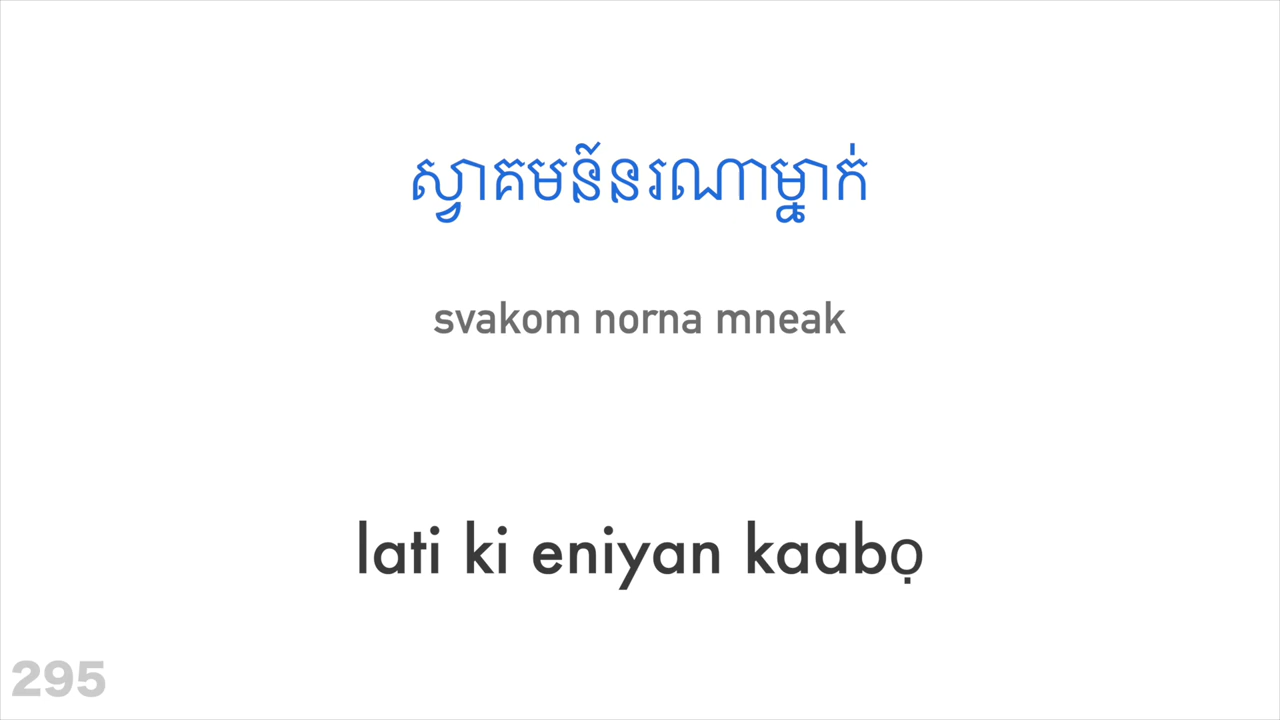 ស្វាគមន៍នរណាម្នាក់
svakom norna mneak
lati ki eniyan kaabọ
295